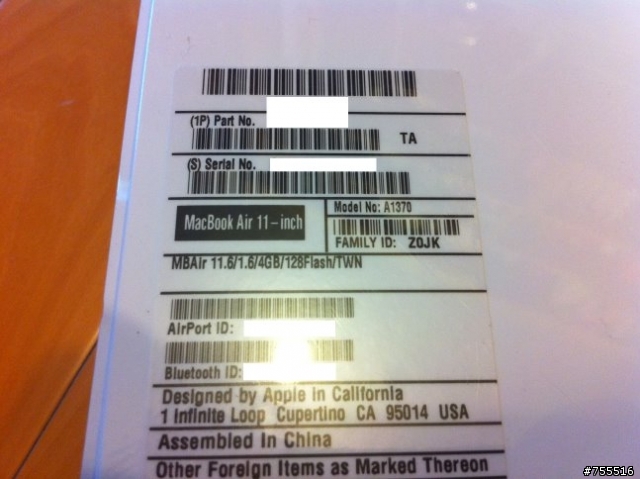 (1P) Part No.
TA
(S) Serial No.
MacBook Air 11-inch
Model No: A1370
FAMILY ID: Z0JK
MBAir 11.6/1.6/4GB/128Flash/TWN
AirPort ID:
Bluetooth ID:
Designed by Apple in California
1 Infinite Loop Cupertino CA 95014 USA
Assembled In China
Other Foreign Items as Marked Thereon
#755516